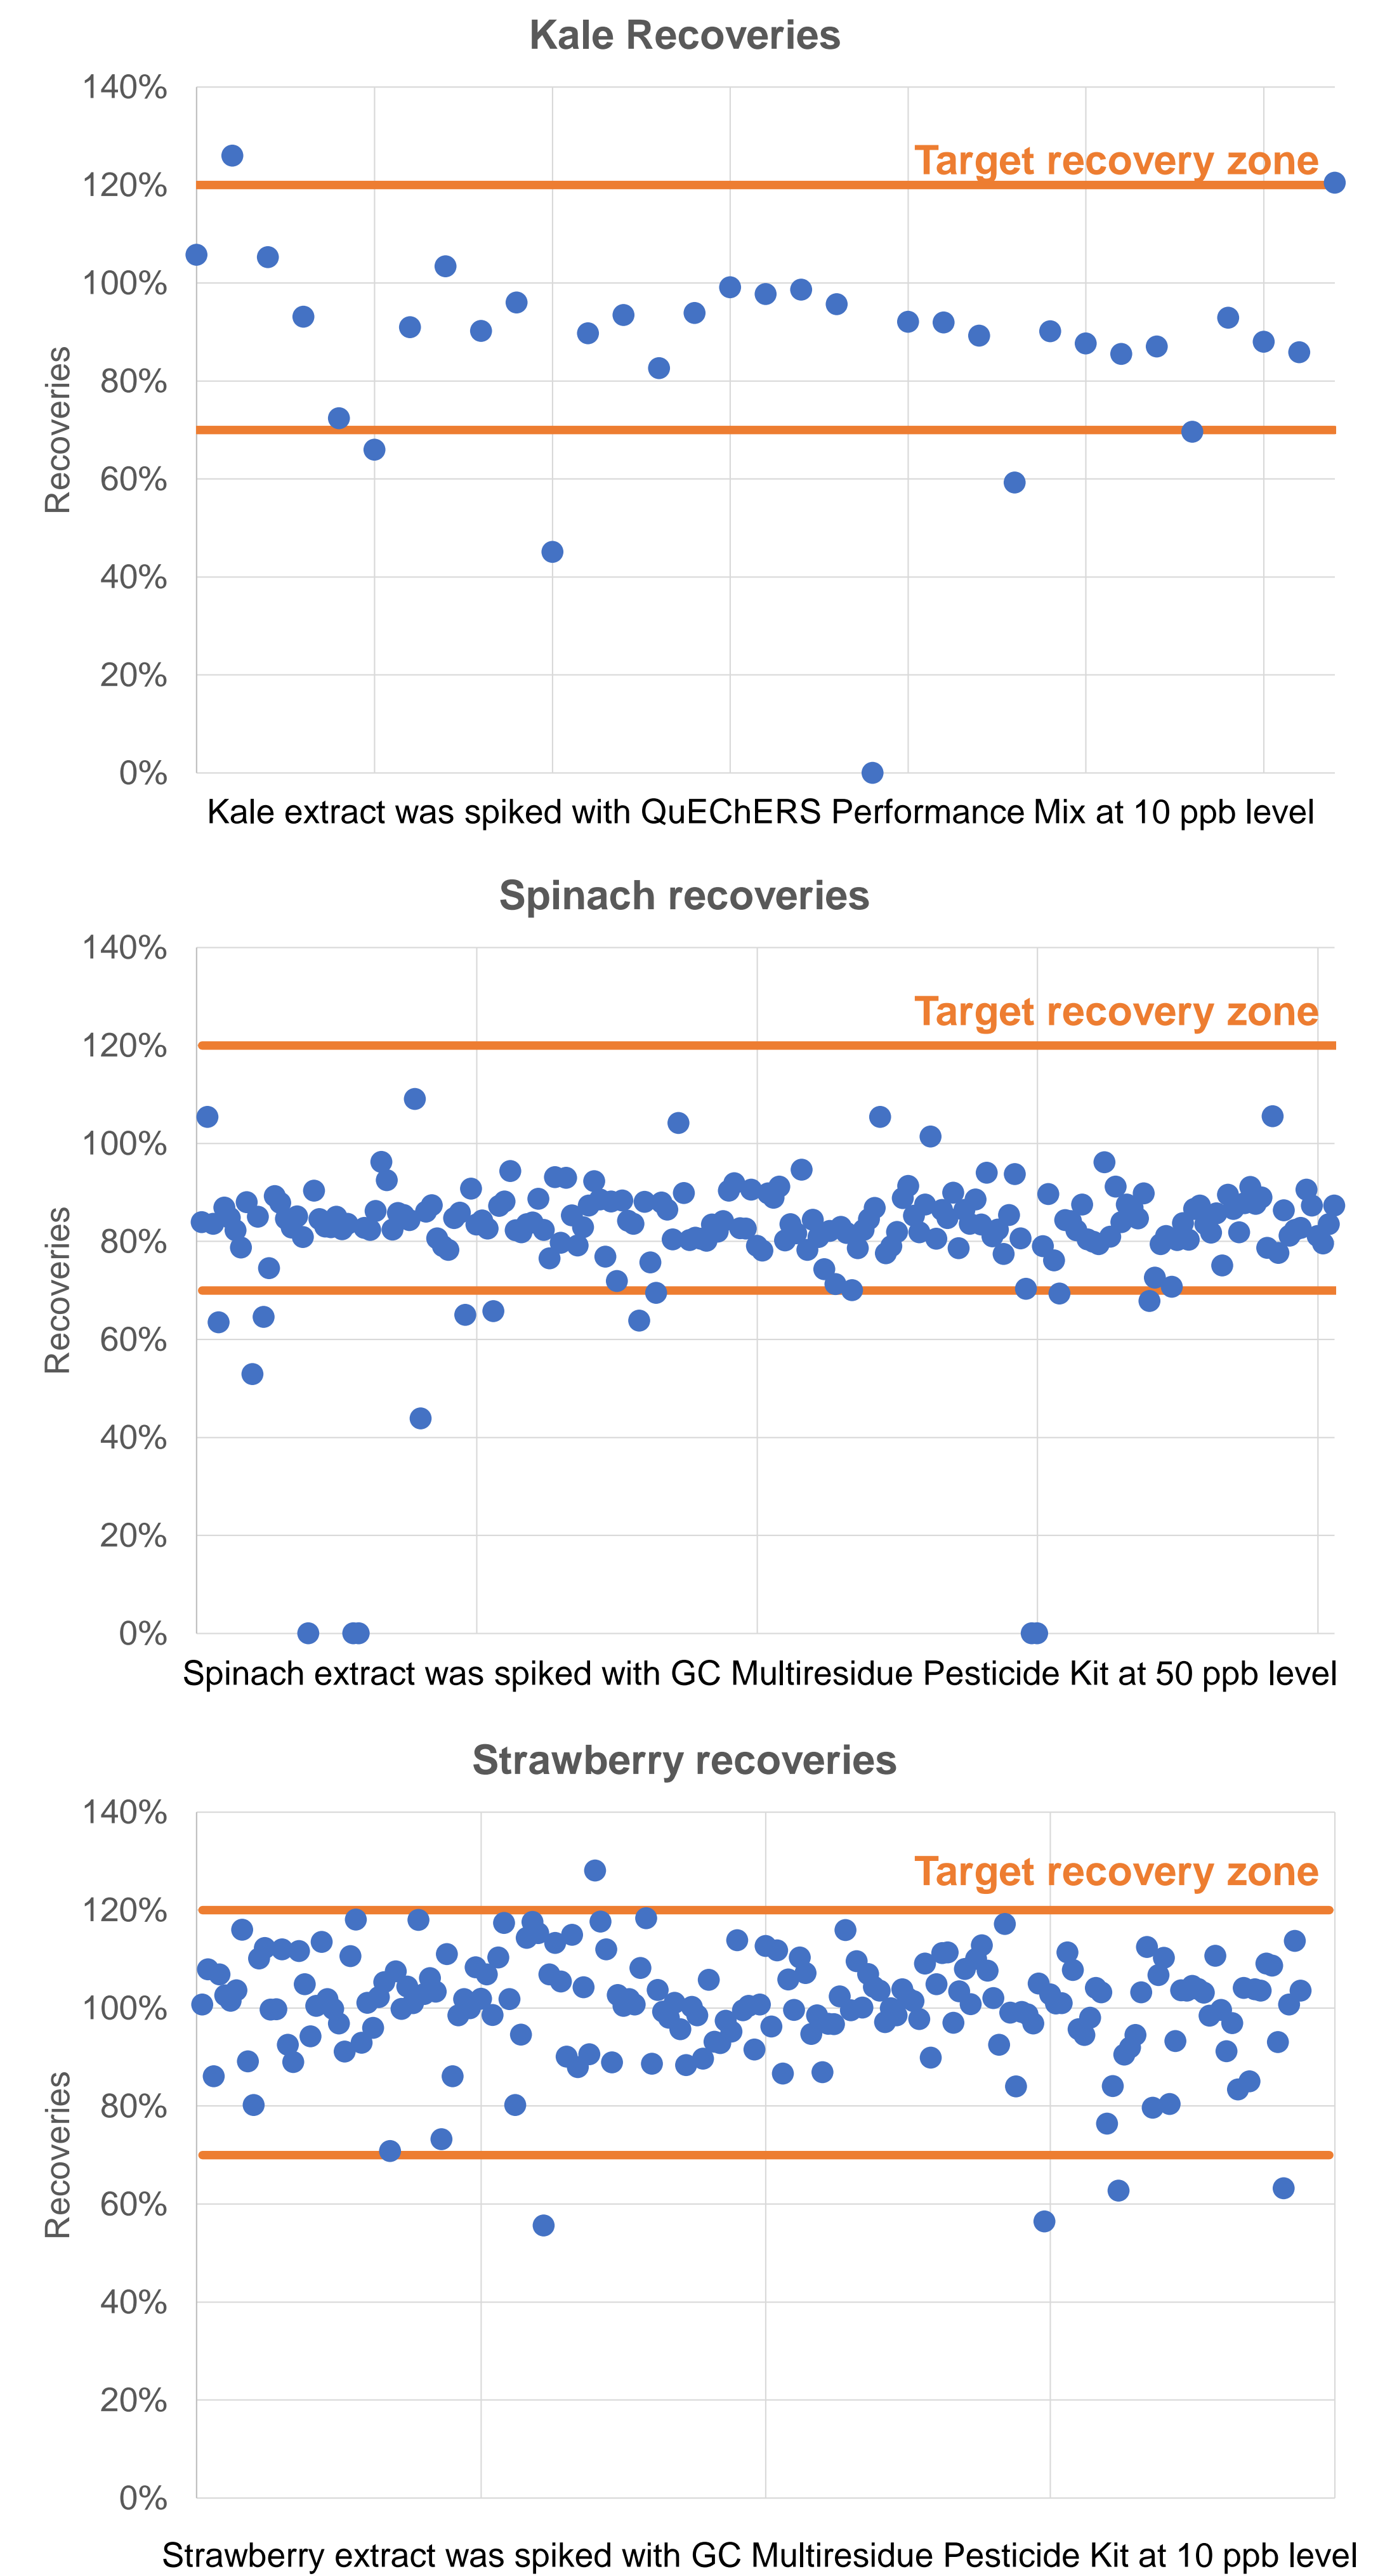 Kale Recoveries
140%
Target recovery zone
120%
100%
80%
Recoveries
60%
40%
20%
0%
Kale extract was spiked with QuEChERS Performance Mix at 10 ppb level
Spinach recoveries
140%
Target recovery zone
120%
100%
80%
Recoveries
60%
40%
20%
0%
Spinach extract was spiked with GC Multiresidue Pesticide Kit at 50 ppb level
Strawberry recoveries
140%
Target recovery zone
120%
100%
80%
Recoveries
60%
40%
20%
0%
Strawberry extract was spiked with GC Multiresidue Pesticide Kit at 10 ppb level